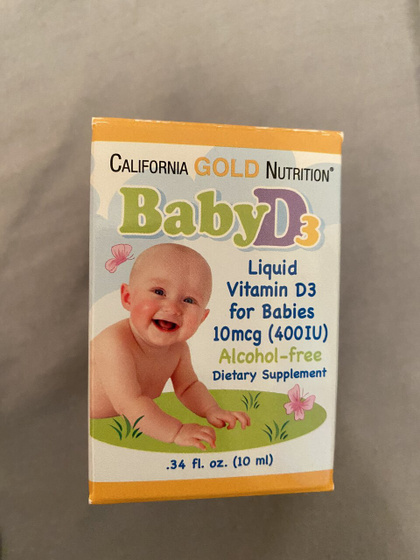 CALIFORNIA GOLD NUTRITION®
BabyD3
Liquid
Vitamin D3
for Babies
10mcg (400IU)
Alcohol-free
Dietary Supplement
.34 fl. oz. (10 ml)